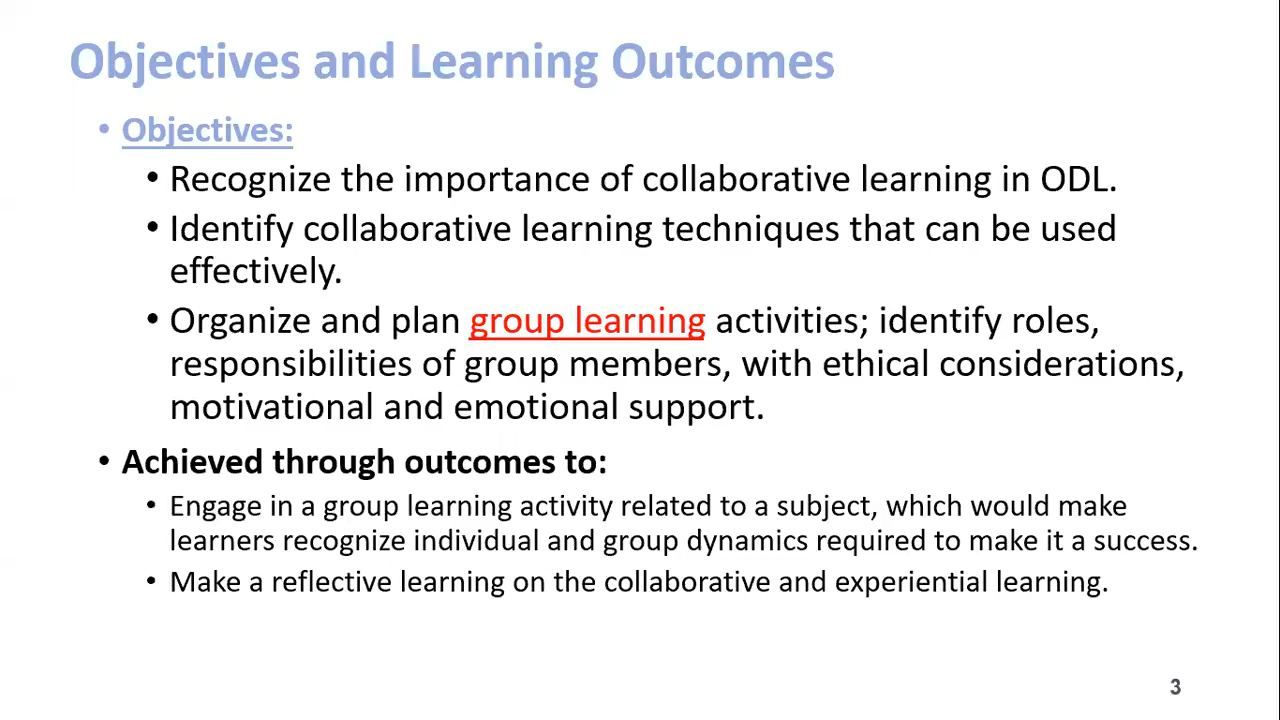 Objectives and Learning Outcomes
• Objectives:
• Recognize the importance of collaborative learning in ODL.
• Identify collaborative learning techniques that can be used
effectively.
• Organize and plan group learning activities; identify roles,
responsibilities of group members, with ethical considerations,
motivational and emotional support.
• Achieved through outcomes to:
• Engage in a group learning activity related to a subject, which would make
learners recognize individual and group dynamics required to make it a success.
• Make a reflective learning on the collaborative and experiential learning.
3